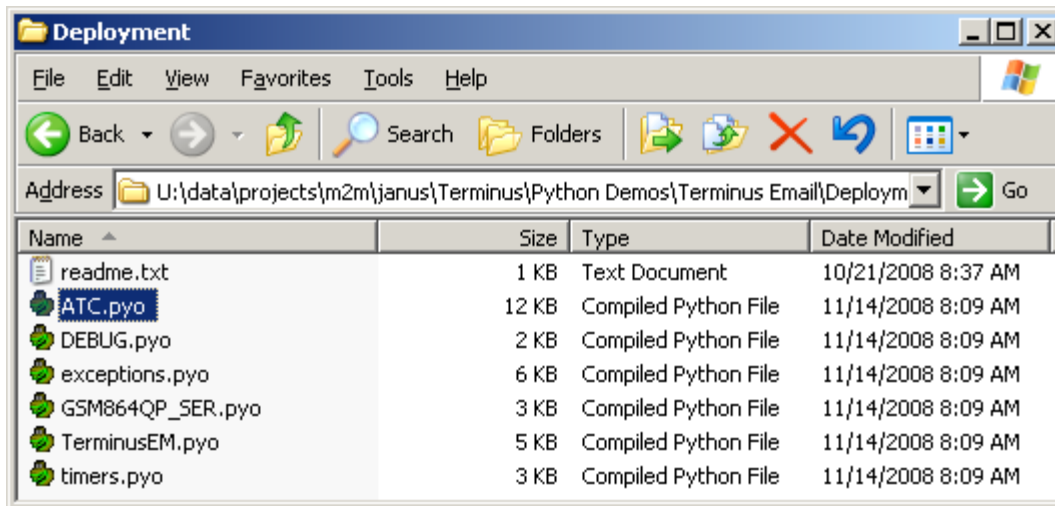 Deployment
File Edit View Favorites Tools Help
Back Search Folders
Address U:\data\projects\m2m\janus\Terminus\Python Demos\Terminus Email\Deploym Go
Name Size Type Date Modified
readme.txt 1 KB Text Document 10/21/2008 8:37 AM
ATC.pyo 12 KB Compiled Python File 11/14/2008 8:09 AM
DEBUG.pyo 2 KB Compiled Python File 11/14/2008 8:09 AM
exceptions.pyo 6 KB Compiled Python File 11/14/2008 8:09 AM
GSM864QP_SER.pyo 3 KB Compiled Python File 11/14/2008 8:09 AM
TerminusEM.pyo 5 KB Compiled Python File 11/14/2008 8:09 AM
timers.pyo 3 KB Compiled Python File 11/14/2008 8:09 AM